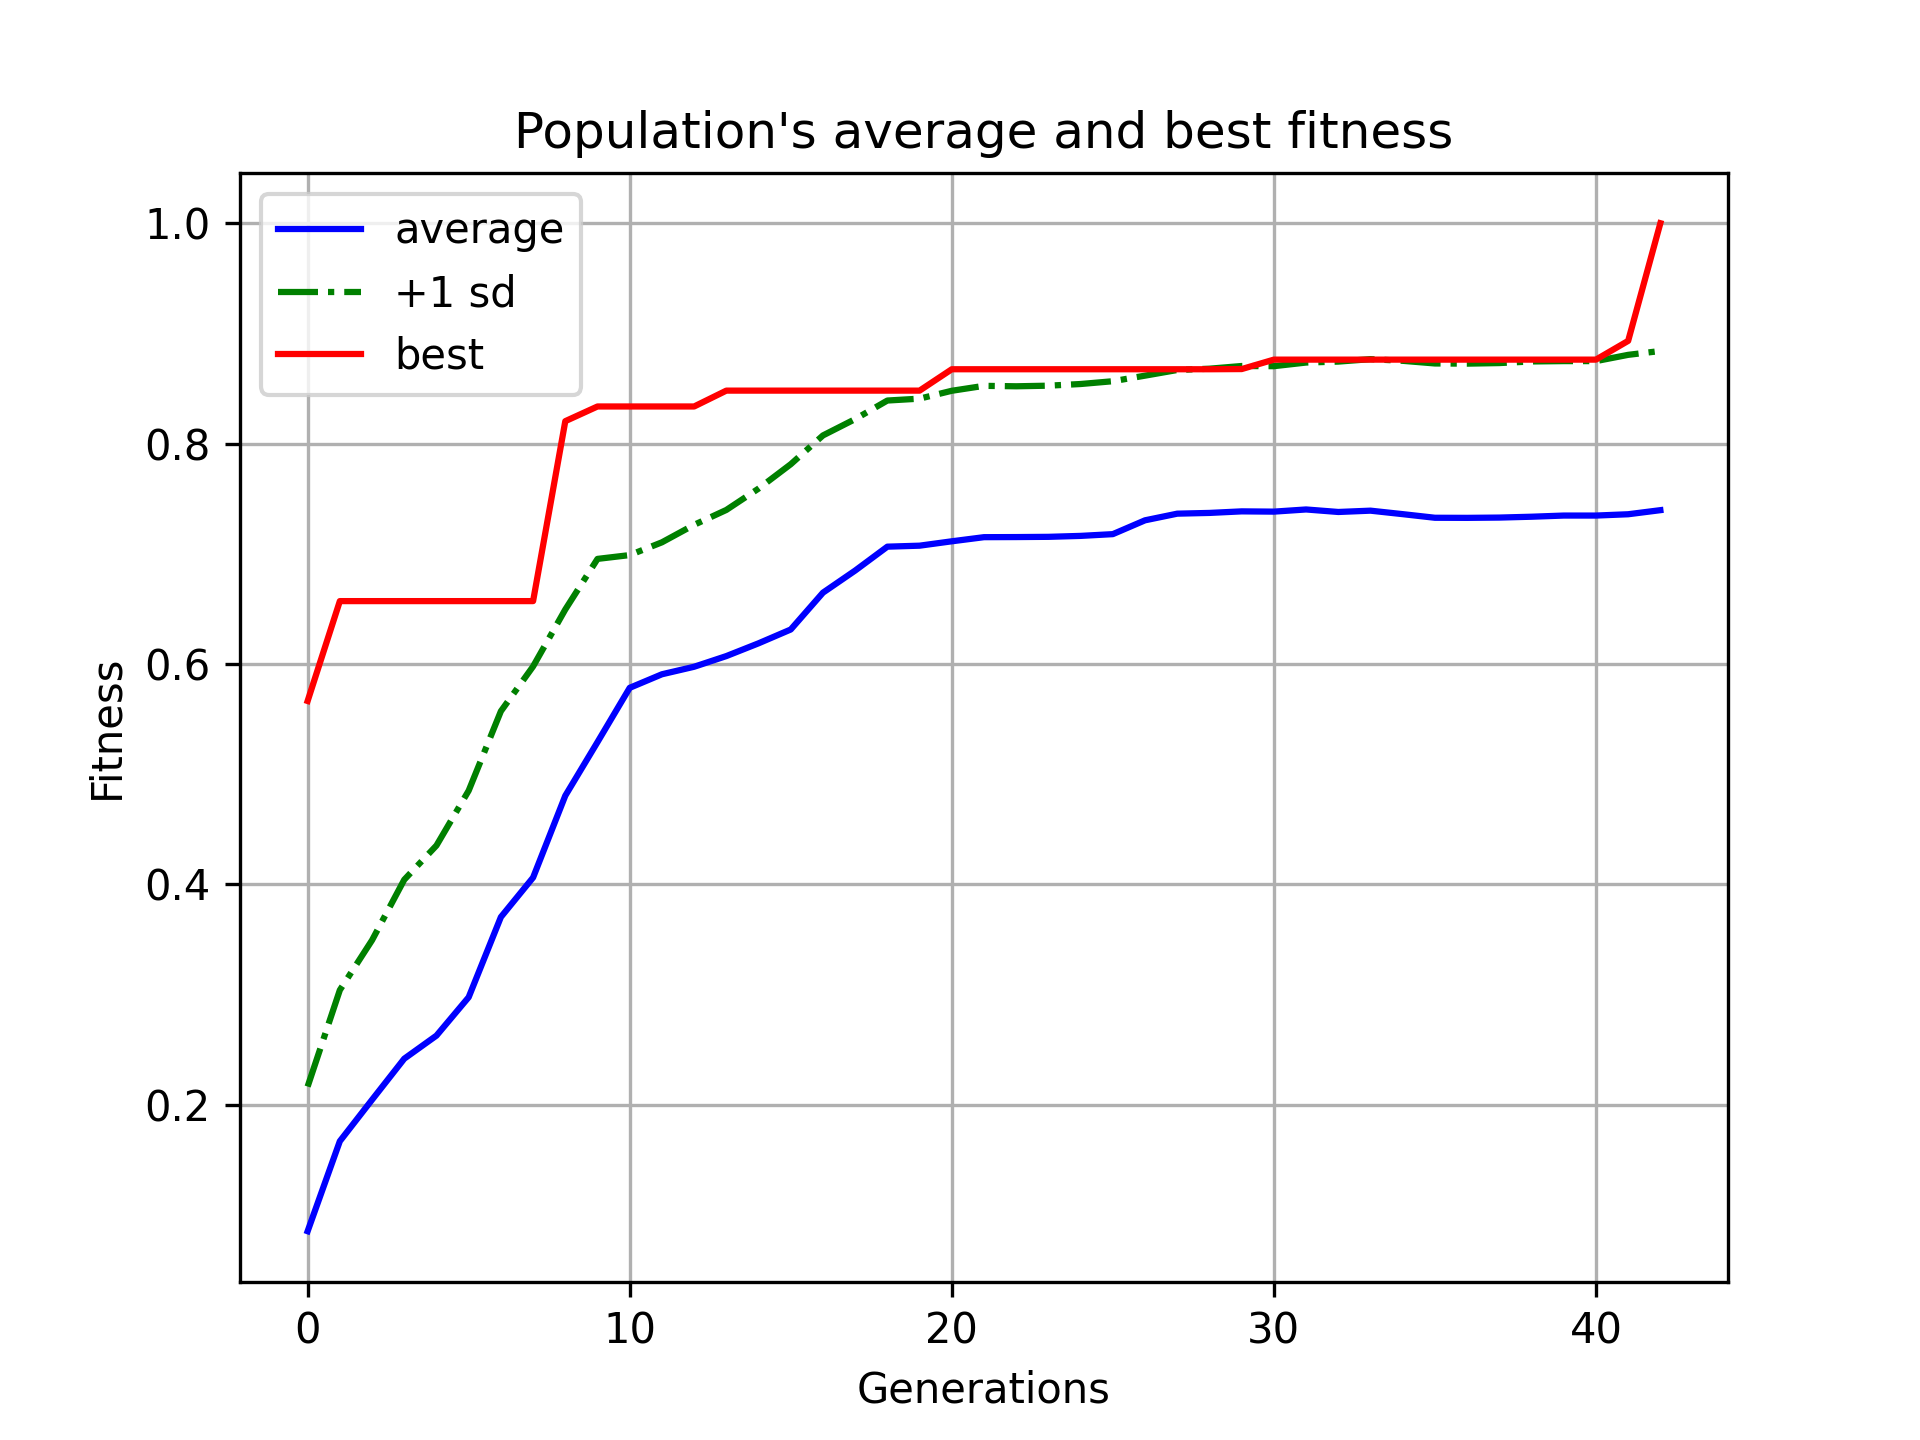 Population's average and best fitness
average
+1 sd
best
1.0
0.8
0.6
0.4
0.2
Fitness
0 10 20 30 40
Generations